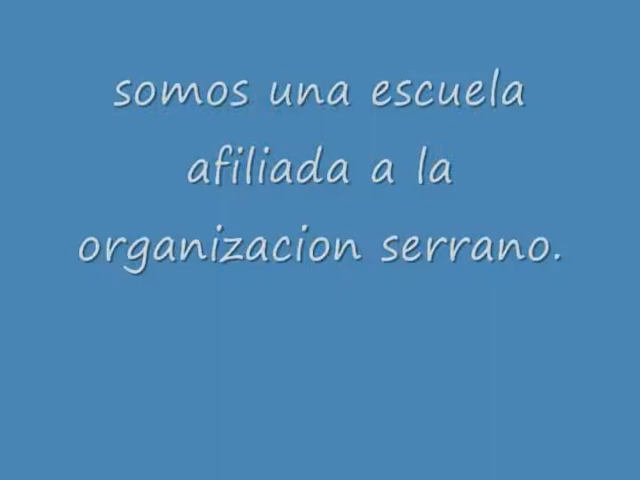 somos una escuela
afiliada a la
organizacion serrano.